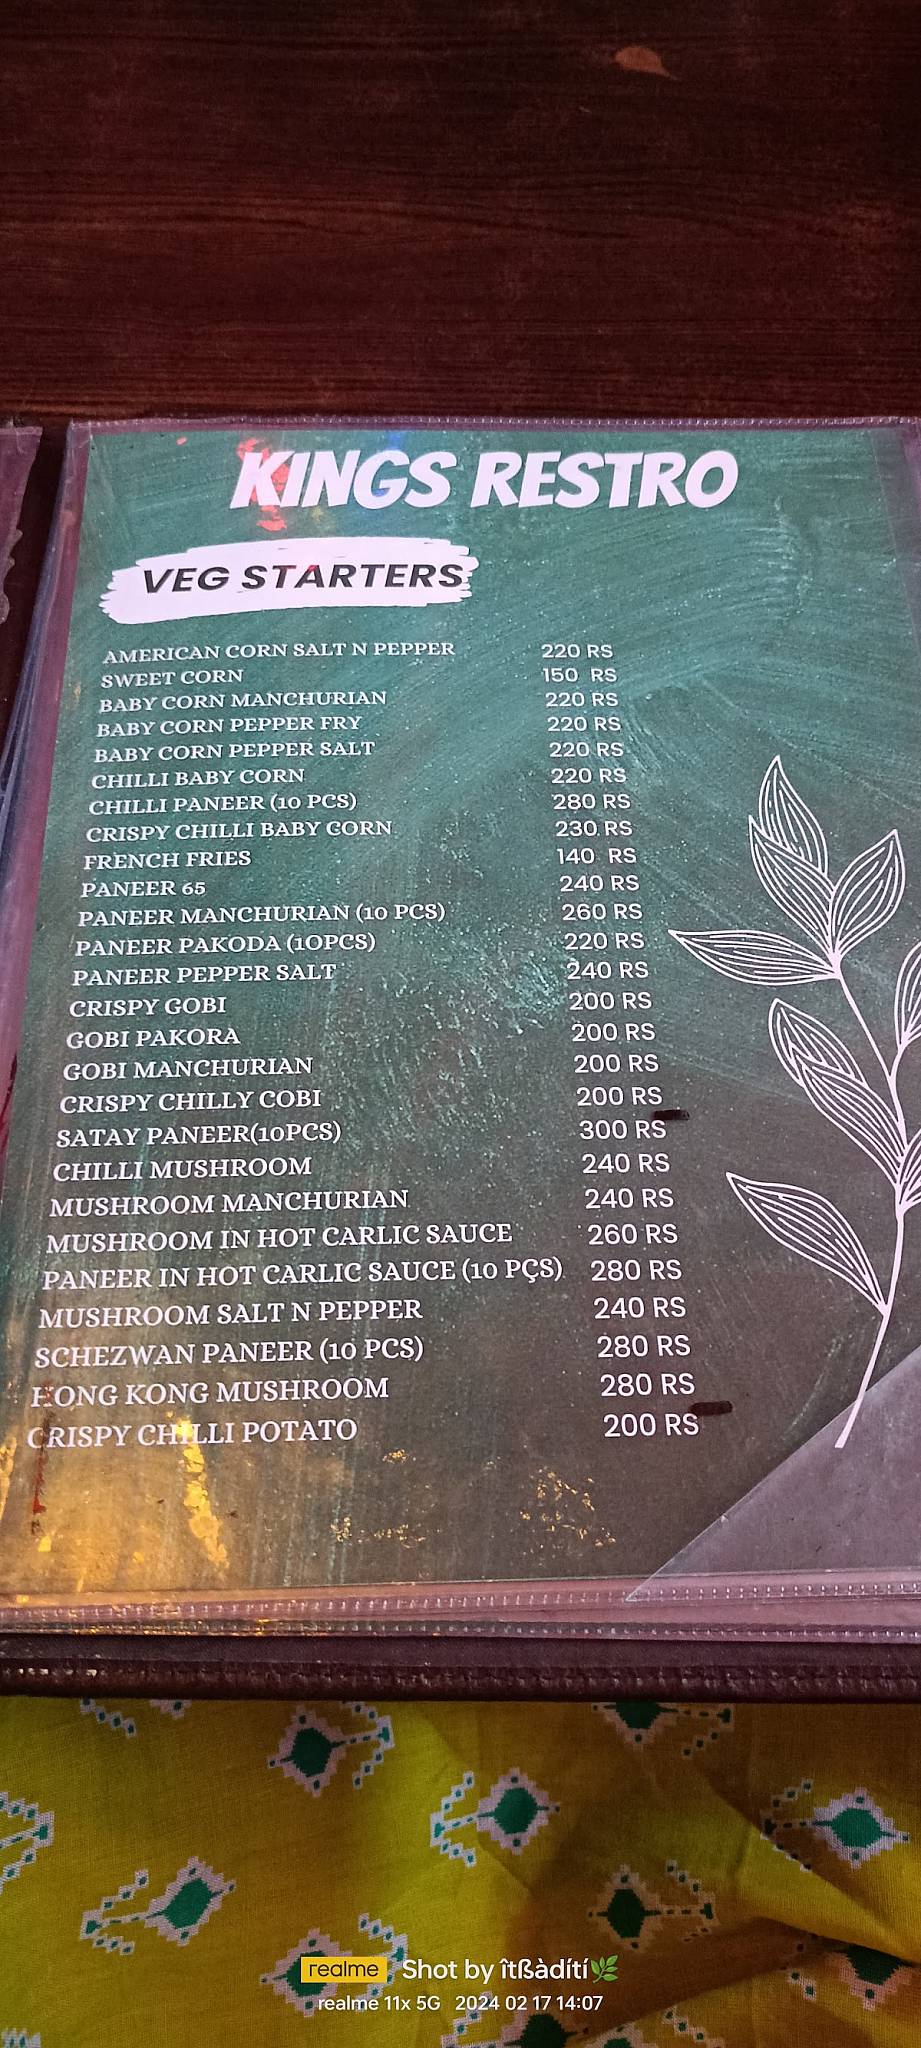 KINGS RESTRO
VEG STARTERS
AMERICAN CORN SALT N PEPPER 220 RS
SWEET CORN 150 RS
BABY CORN MANCHURIAN 220 RS
BABY CORN PEPPER FRY 220 RS
BABY CORN PEPPER SALT 220 RS
CHILLI BABY CORN 220 RS
CHILLI PANEER (10 PCS) 280 RS
CRISPY CHILLI BABY CORN 230 RS
FRENCH FRIES 140 RS
PANEER 65 240 RS
PANEER MANCHURIAN (10 PCS) 260 RS
PANEER PAKODA (10PCS) 220 RS
PANEER PEPPER SALT 240 RS
CRISPY GOBI 200 RS
GOBI PAKORA 200 RS
GOBI MANCHURIAN 200 RS
CRISPY CHILLY COBI 200 RS
SATAY PANEER(10PCS) 300 RS
CHILLI MUSHROOM 240 RS
MUSHROOM MANCHURIAN 240 RS
MUSHROOM IN HOT CARLIC SAUCE 260 RS
PANEER IN HOT CARLIC SAUCE (10 PCS) 280 RS
MUSHROOM SALT N PEPPER 240 RS
SCHEZWAN PANEER (10 PCS) 280 RS
HONG KONG MUSHROOM 280 RS
CRISPY CHILLI POTATO 200 RS
realme Shot by îtßàdítí🌿
realme 11x 5G 2024 02 17 14:07